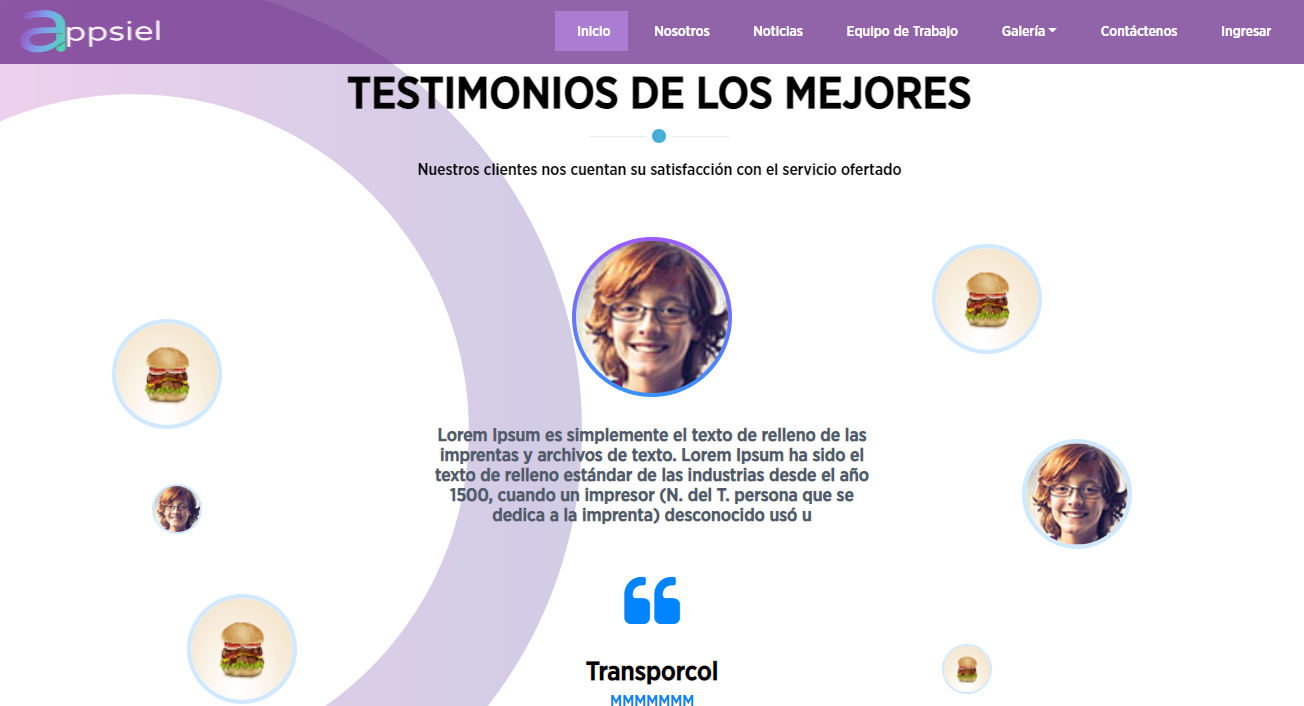 appsiel
Inicio
Nosotros
Noticias
Equipo de Trabajo
Galería
Contáctenos
Ingresar
TESTIMONIOS DE LOS MEJORES
Nuestros clientes nos cuentan su satisfacción con el servicio ofertado
Lorem Ipsum es simplemente el texto de relleno de las
imprentas y archivos de texto. Lorem Ipsum ha sido el
texto de relleno estándar de las industrias desde el año
1500, cuando un impresor (N. del T. persona que se
dedica a la imprenta) desconocido usó u
Transporcol
MMMMMMM